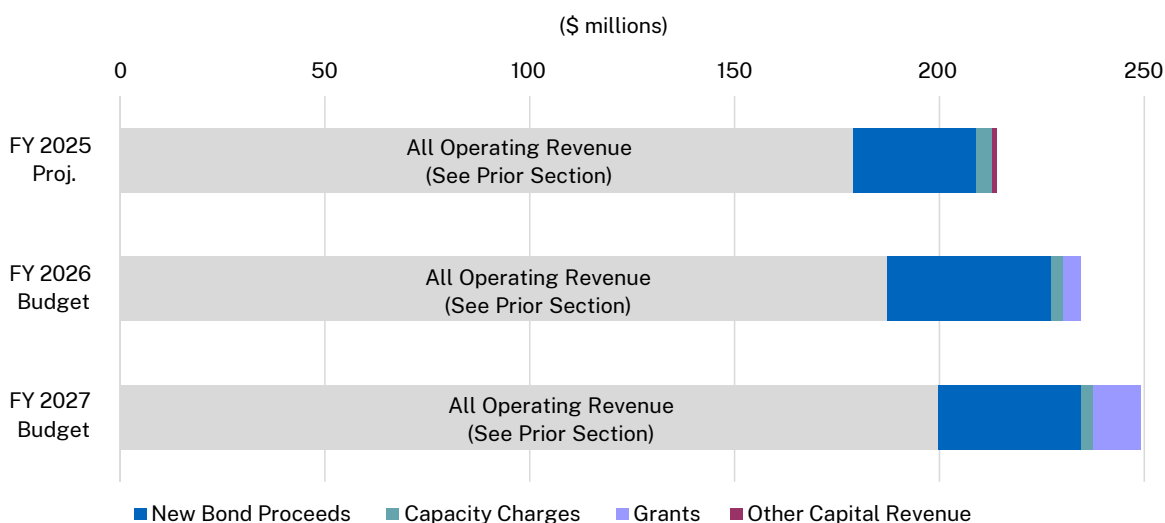 ($ millions)
0 50 100 150 200 250
FY 2025
Proj.
All Operating Revenue
(See Prior Section)
FY 2026
Budget
All Operating Revenue
(See Prior Section)
FY 2027
Budget
All Operating Revenue
(See Prior Section)
New Bond Proceeds Capacity Charges Grants Other Capital Revenue